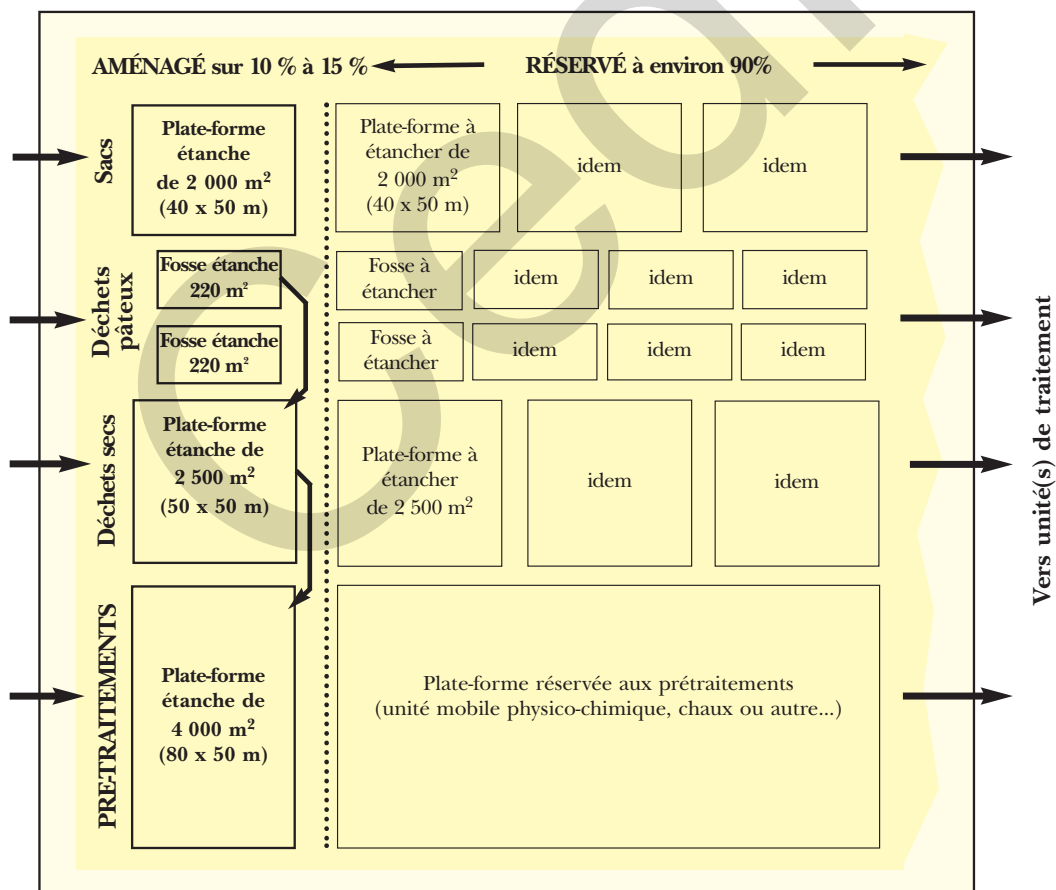 AMÉNAGÉ sur 10 % à 15 %
RÉSERVÉ à environ 90%
Sacs
Plate-forme
étanche
de 2 000 m²
(40 x 50 m)
Plate-forme à
étancher de
2 000 m²
(40 x 50 m)
idem
idem
Déchets
pâteux
Fosse étanche
220 m²
Fosse à
étancher
idem
idem
idem
Fosse étanche
220 m²
Fosse à
étancher
idem
idem
idem
Déchets secs
Plate-forme
étanche de
2 500 m²
(50 x 50 m)
Plate-forme à
étancher
de 2 500 m²
idem
idem
PRE-TRAITEMENTS
Plate-forme
étanche de
4 000 m²
(80 x 50 m)
Plate-forme réservée aux prétraitements
(unité mobile physico-chimique, chaux ou autre...)
Vers unité(s) de traitement